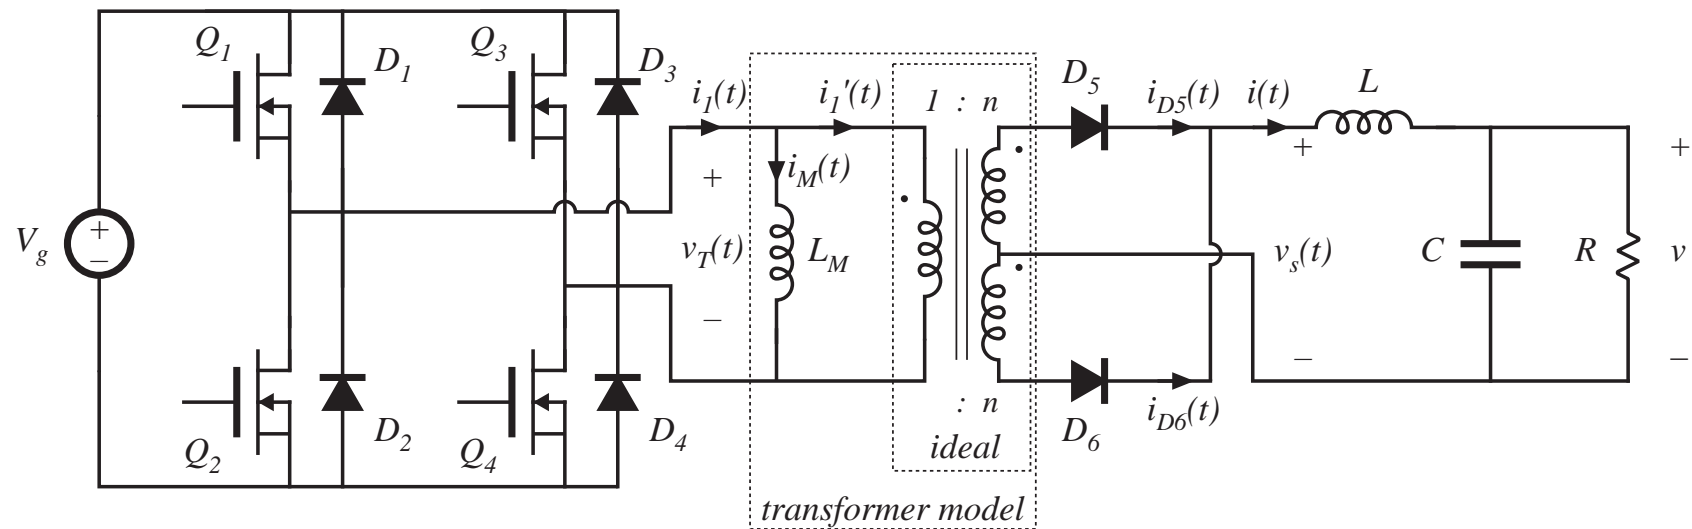 Q1
D1
Q3
D3
i1(t)
i1'(t)
1 : n
D5
iD5(t)
i(t)
L
+
–
Vg
+
vT(t)
–
iM(t)
LM
+
vs(t)
–
C
R
+
v
–
Q2
D2
Q4
D4
: n
ideal
D6
iD6(t)
transformer model